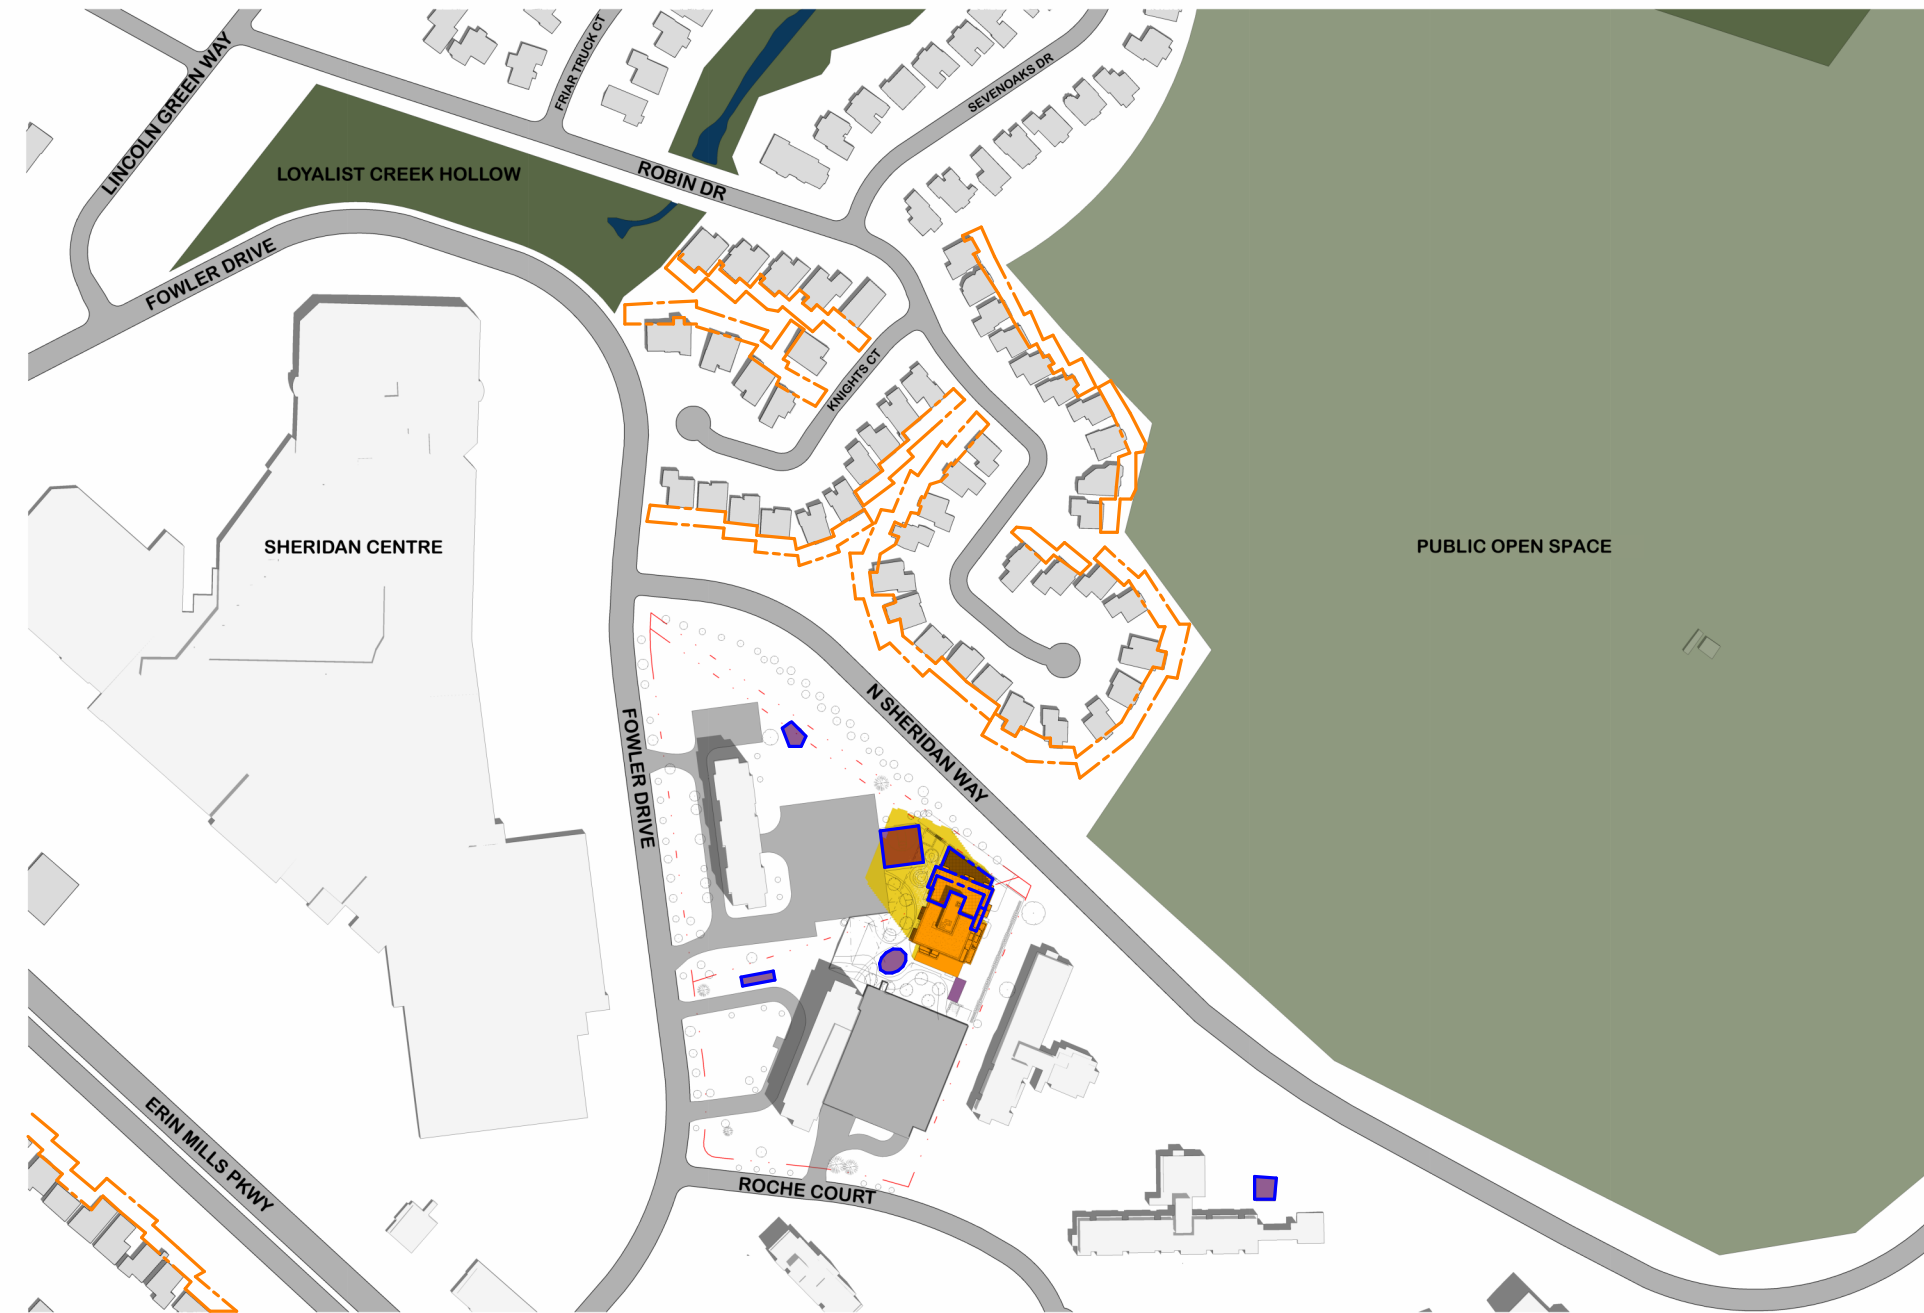 FRIAR TRUCK CT
LINCOLN GREEN WAY
SEVENOAKS DR
LOYALIST CREEK HOLLOW
ROBIN DR
FOWLER DRIVE
KNIGHTS CT
SHERIDAN CENTRE
PUBLIC OPEN SPACE
N SHERIDAN WAY
FOWLER DRIVE
ERIN MILLS PKWY
ROCHE COURT